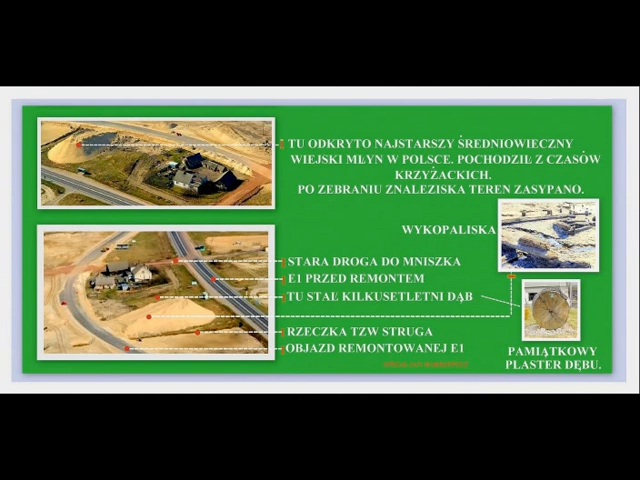 TU ODKRYTO NAJSTARSZY ŚREDNIOWIECZNY
WIEJSKI MŁYN W POLSCE. POCHODZIŁ Z CZASÓW
KRZYŻACKICH.
PO ZEBRANIU ZNALEZISKA TEREN ZASYPANO.
WYKOPALISKA
STARA DROGA DO MNISZKA
E1 PRZED REMONTEM
TU STAŁ KILKUSETLETNI DĄB
RZECZKA TZW STRUGA
OBJAZD REMONTOWANEJ E1
PAMIĄTKOWY
PLASTER DĘBU.